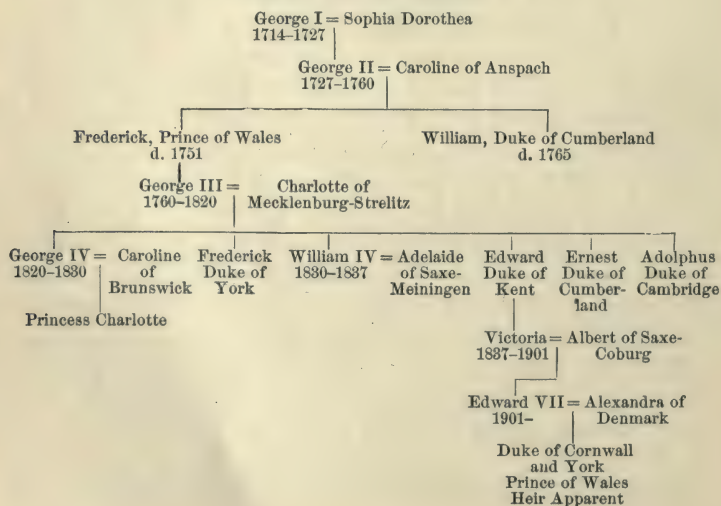 George I = Sophia Dorothea
1714–1727
George II = Caroline of Anspach
1727–1760
Frederick, Prince of Wales
d. 1751
William, Duke of Cumberland
d. 1765
George III =
1760–1820
Charlotte of
Mecklenburg-Strelitz
George IV =
1820–1830
Caroline
of
Brunswick
Frederick
Duke of
York
William IV =
1830–1837
Adelaide
of Saxe-
Meiningen
Edward
Duke of
Kent
Ernest
Duke of
Cumber-
land
Adolphus
Duke of
Cambridge
Princess Charlotte
Victoria =
1837–1901
Albert of Saxe-
Coburg
Edward VII =
1901–
Alexandra of
Denmark
Duke of Cornwall
and York
Prince of Wales
Heir Apparent